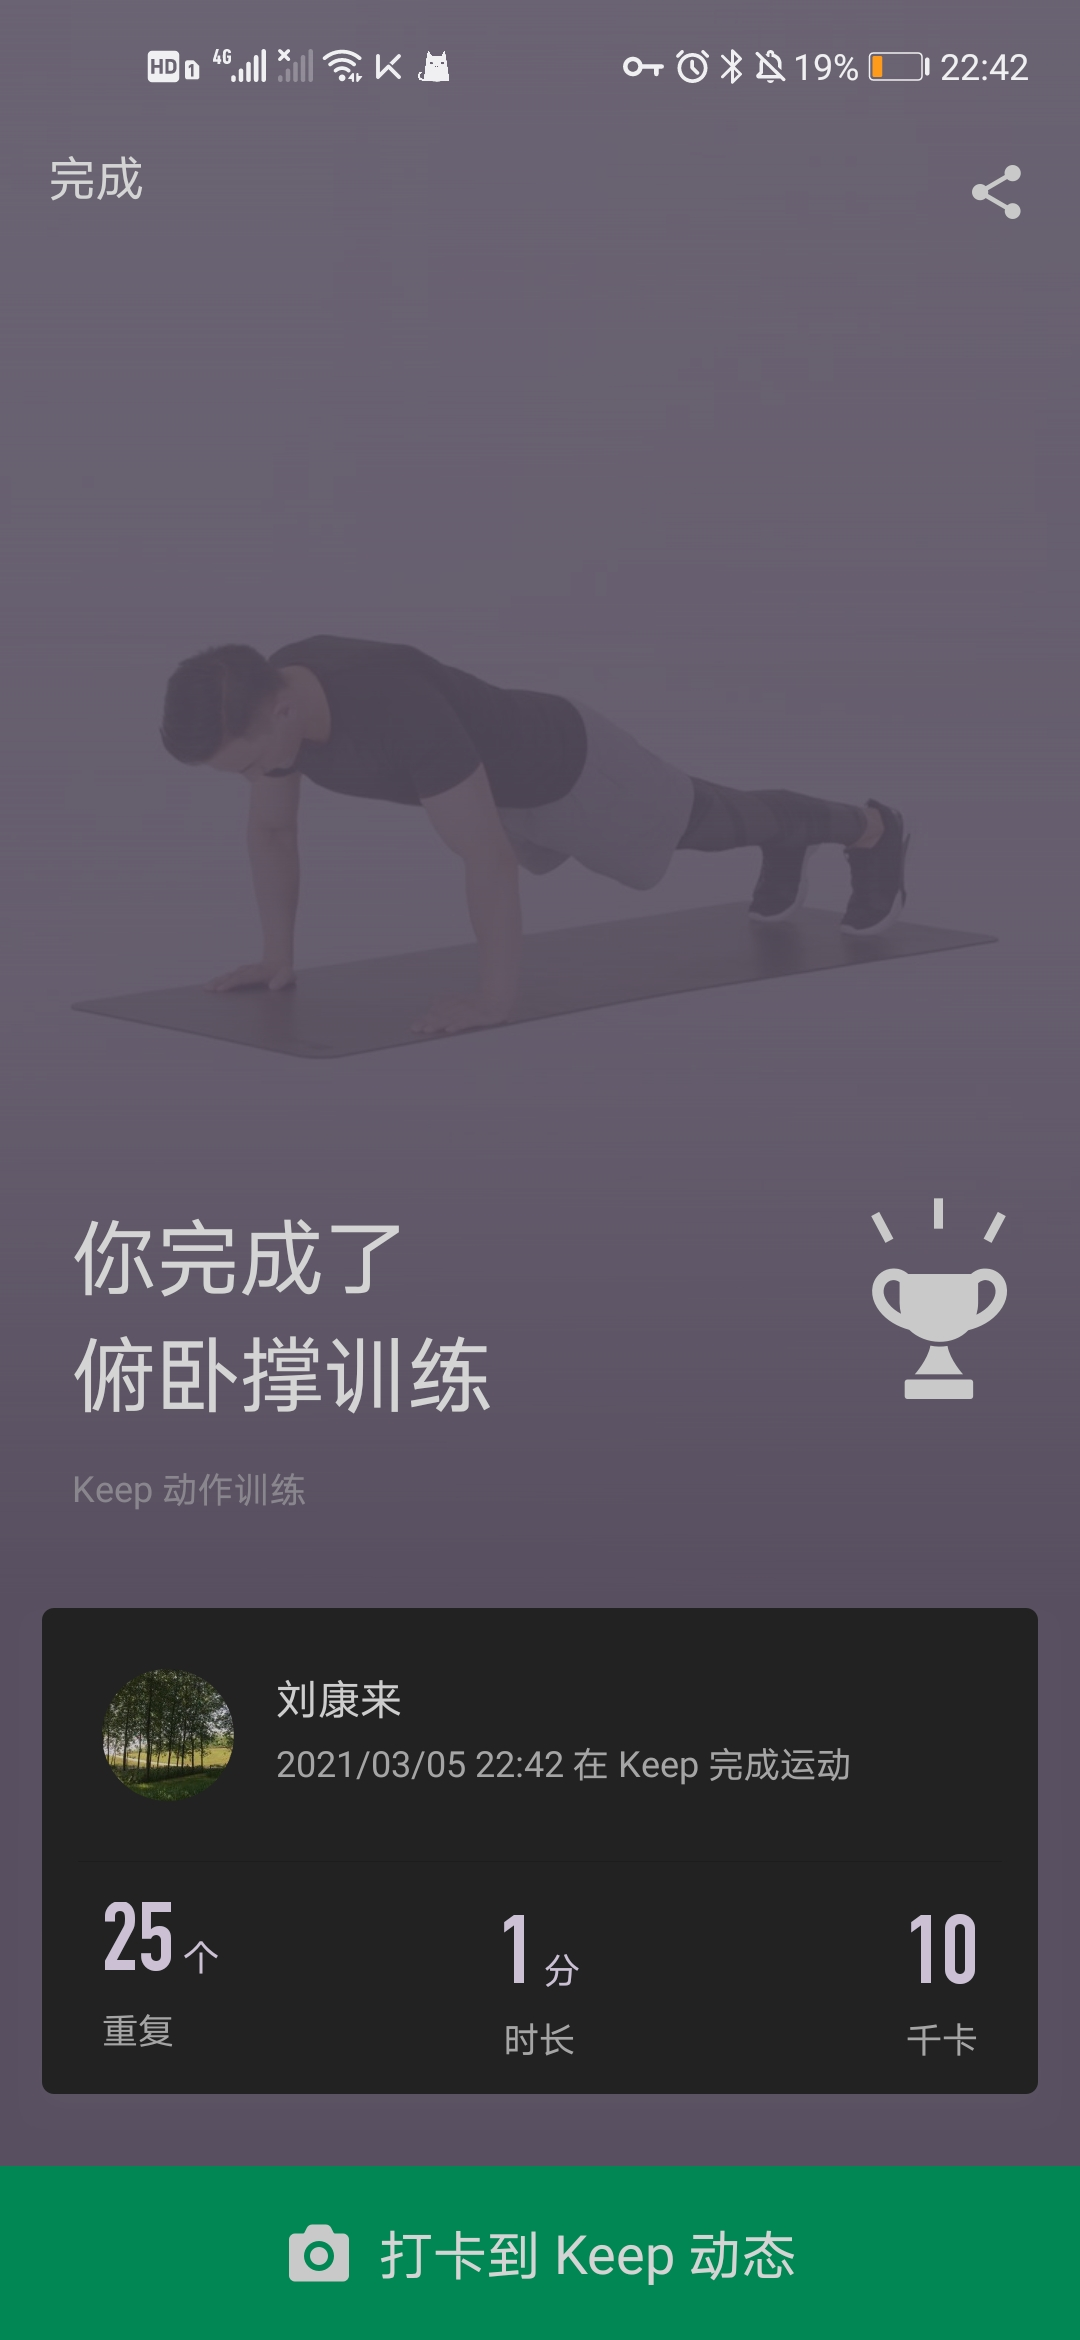 HD 1 4G 19% 22:42
完成
你完成了
俯卧撑训练
Keep 动作训练
刘康来
2021/03/05 22:42 在 Keep 完成运动
25 个 1 分 10
重复 时长 千卡
打卡到 Keep 动态